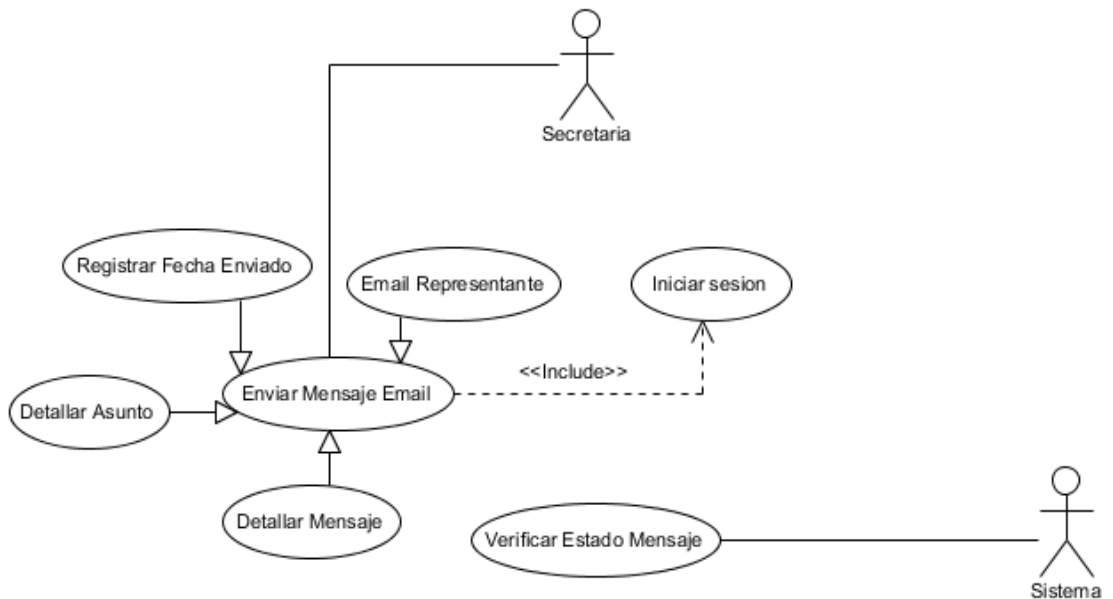 Secretaria
Registrar Fecha Enviado
Email Representante
Iniciar sesion
<<Include>>
Enviar Mensaje Email
Detallar Asunto
Detallar Mensaje
Verificar Estado Mensaje
Sistema